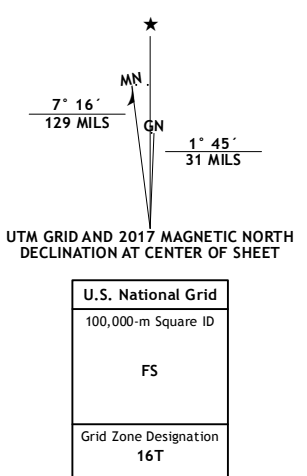 MN
GN
7° 16´
129 MILS
1° 45´
31 MILS
UTM GRID AND 2017 MAGNETIC NORTH
DECLINATION AT CENTER OF SHEET
U.S. National Grid
100,000-m Square ID
FS
Grid Zone Designation
16T